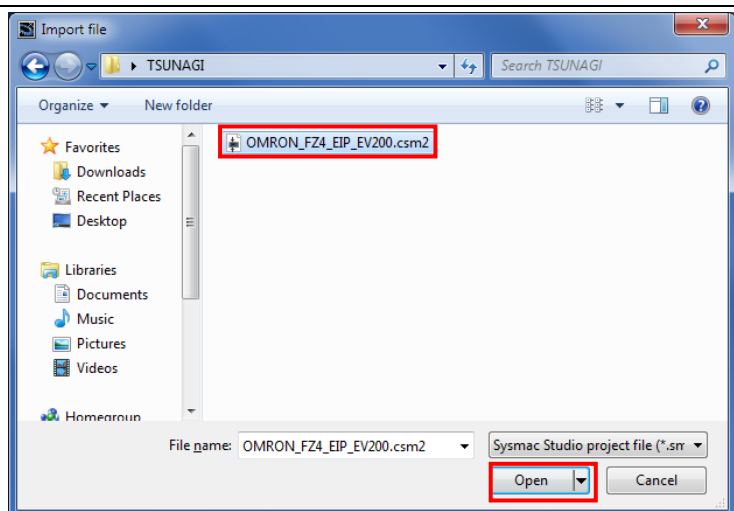 Import file
TSUNAGI
Search TSUNAGI
Organize
New folder
OMRON_FZ4_EIP_EV200.csm2
Favorites
Downloads
Recent Places
Desktop
Libraries
Documents
Music
Pictures
Videos
Homegroup
File name: OMRON_FZ4_EIP_EV200.csm2
Sysmac Studio project file (*.sm
Open
Cancel